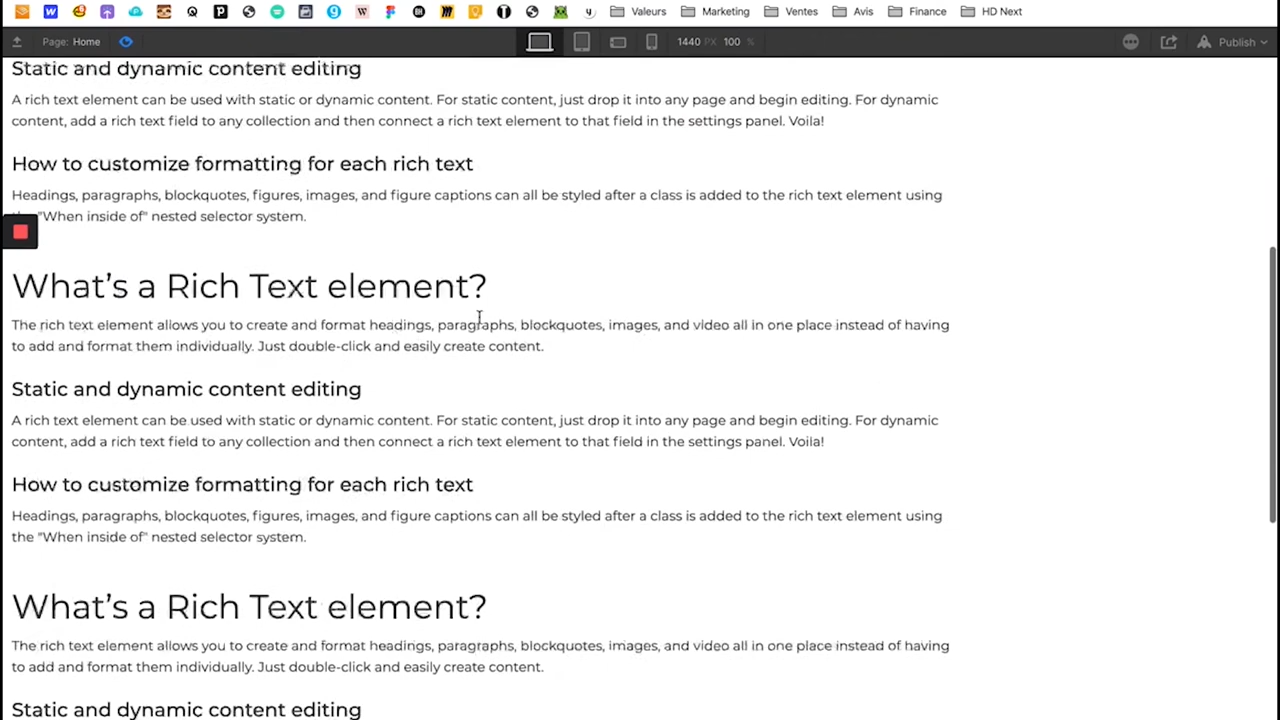 Valeurs Marketing Ventes Avis Finance HD Next
Page: Home 1440 PX 100 % Publish
Static and dynamic content editing
A rich text element can be used with static or dynamic content. For static content, just drop it into any page and begin editing. For dynamic
content, add a rich text field to any collection and then connect a rich text element to that field in the settings panel. Voila!
How to customize formatting for each rich text
Headings, paragraphs, blockquotes, figures, images, and figure captions can all be styled after a class is added to the rich text element using
the "When inside of" nested selector system.
What's a Rich Text element?
The rich text element allows you to create and format headings, paragraphs, blockquotes, images, and video all in one place instead of having
to add and format them individually. Just double-click and easily create content.
Static and dynamic content editing
A rich text element can be used with static or dynamic content. For static content, just drop it into any page and begin editing. For dynamic
content, add a rich text field to any collection and then connect a rich text element to that field in the settings panel. Voila!
How to customize formatting for each rich text
Headings, paragraphs, blockquotes, figures, images, and figure captions can all be styled after a class is added to the rich text element using
the "When inside of" nested selector system.
What's a Rich Text element?
The rich text element allows you to create and format headings, paragraphs, blockquotes, images, and video all in one place instead of having
to add and format them individually. Just double-click and easily create content.
Static and dynamic content editing